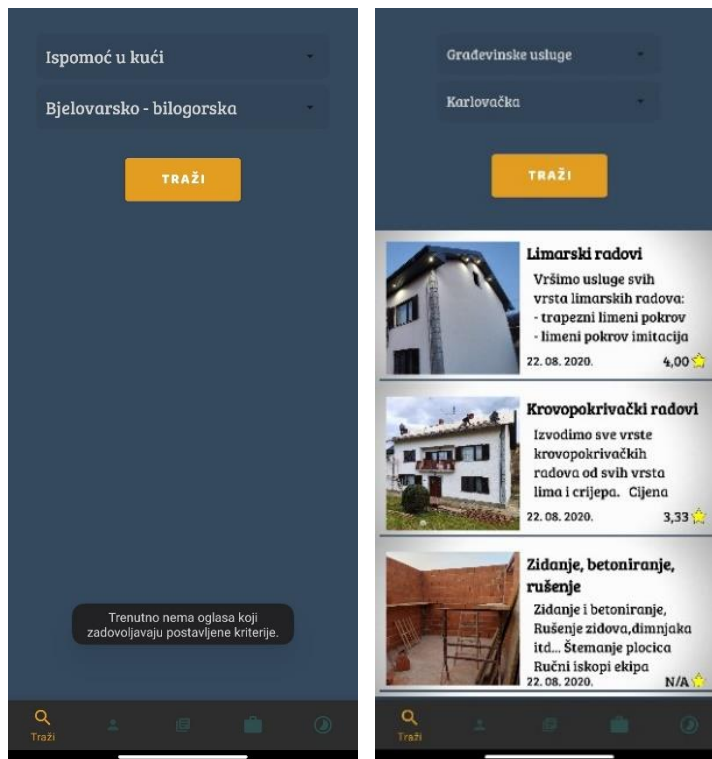 Ispomoć u kući
Bjelovarsko - bilogorska
TRAŽI
Trenutno nema oglasa koji
zadovoljavaju postavljene kriterije.
Traži
Građevinske usluge
Karlovačka
TRAŽI
Limarski radovi
Vršimo usluge svih
vrsta limarskih radova:
- trapezni limeni pokrov
- limeni pokrov imitacija
22. 08. 2020. 4,00
Krovopokrivački radovi
Izvodimo sve vrste
krovopokrivačkih
radova od svih vrsta
lima i crijepa. Cijena
22. 08. 2020. 3,33
Zidanje, betoniranje,
rušenje
Zidanje i betoniranje,
Rušenje zidova,dimnjaka
itd... Štemanje plocica
Ručni iskopi ekipa
22. 08. 2020. N/A
Traži